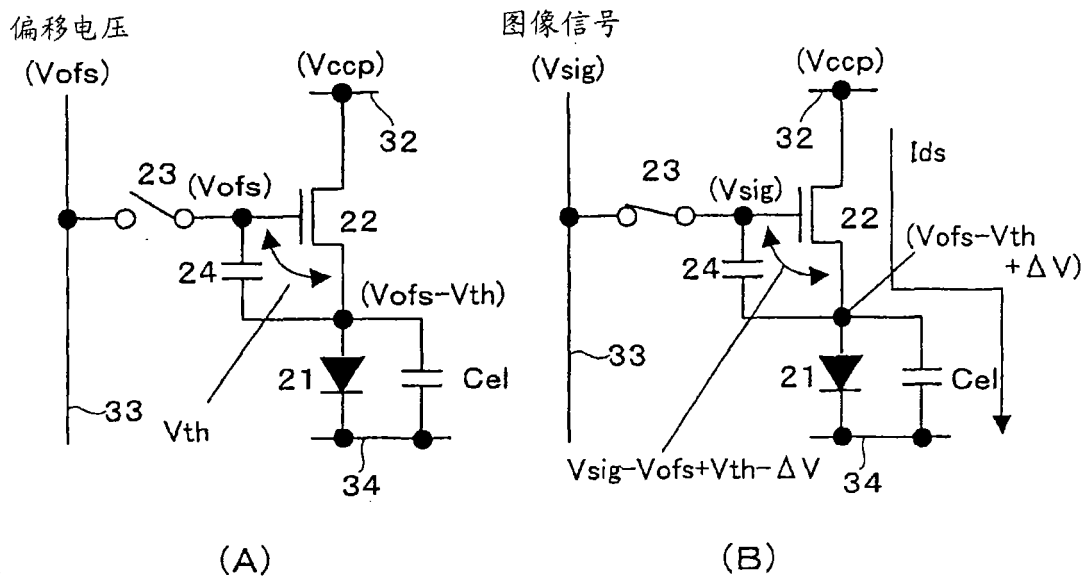 偏移电压
(Vofs)
(Vccp)
32
23
(Vofs)
22
24
(Vofs-Vth)
21
Cel
33
Vth
34
(A)
图像信号
(Vsig)
(Vccp)
32
Ids
23
(Vsig)
22
(Vofs-Vth
+ΔV)
24
33
21
Cel
Vsig-Vofs+Vth-ΔV
34
(B)